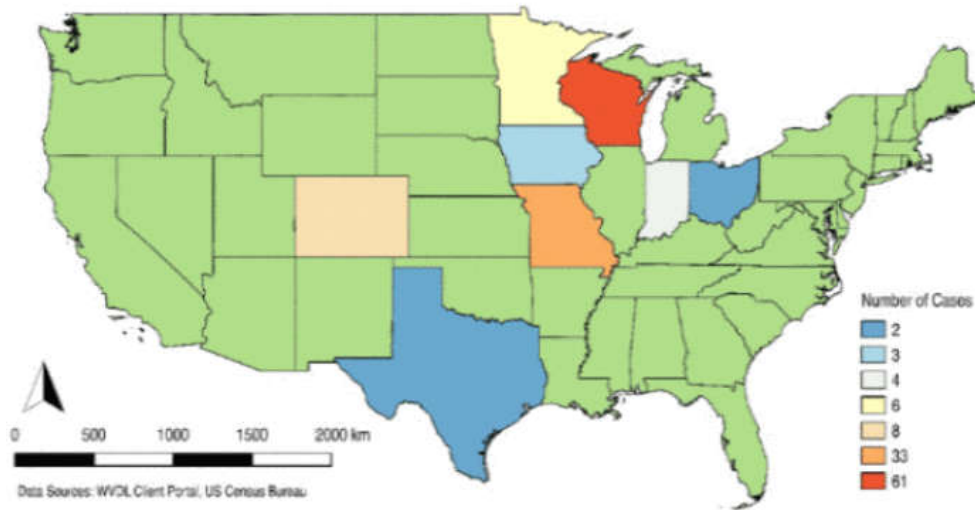 Number of Cases
2
3
4
6
8
33
61
0 500 1000 2000 km
Data Sources: WVDL Client Portal, US Census Bureau